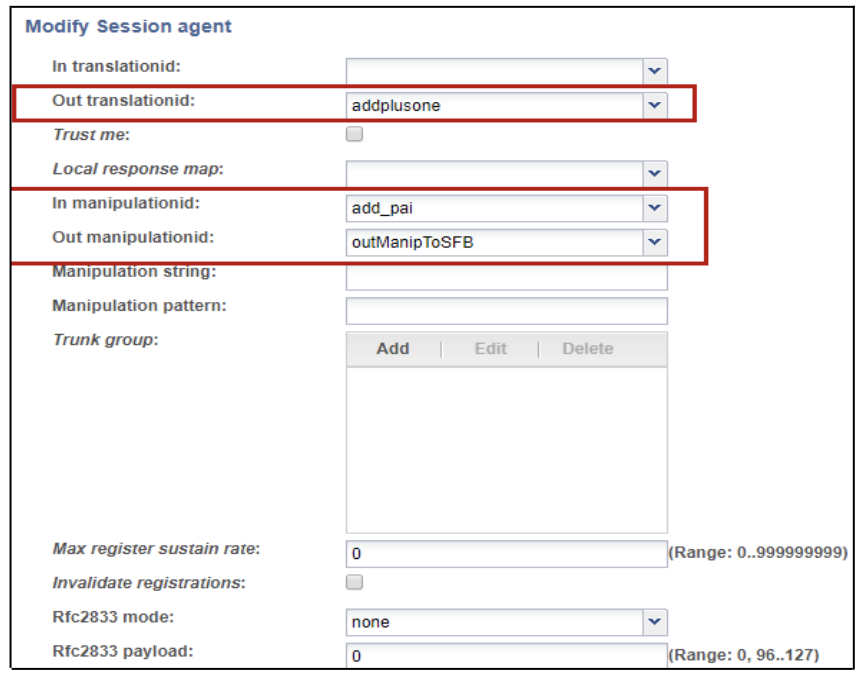 Modify Session agent
In translationid:
Out translationid: addplusone
Trust me:
Local response map:
In manipulationid: add_pai
Out manipulationid: outManipToSFB
Manipulation string:
Manipulation pattern:
Trunk group: Add | Edit | Delete
Max register sustain rate: 0 (Range: 0..999999999)
Invalidate registrations:
Rfc2833 mode: none
Rfc2833 payload: 0 (Range: 0, 96..127)